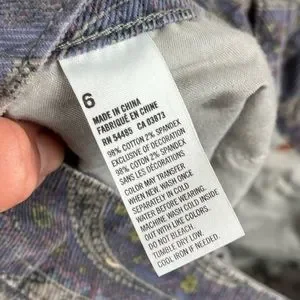 6
MADE IN CHINA
FABRIQUÉ EN CHINE
RN 54485 CA 03873
98% COTTON 2% SPANDEX
EXCLUSIVE OF DECORATION
98% COTON 2% SPANDEX
SANS LES DÉCORATIONS
COLOR MAY TRANSFER
WHEN NEW. WASH
SEPARATELY IN COLD
WATER BEFORE WEARING.
MACHINE WASH COLD INSIDE
OUT WITH LIKE COLORS.
DO NOT BLEACH.
TUMBLE DRY LOW.
COOL IRON IF NEEDED.